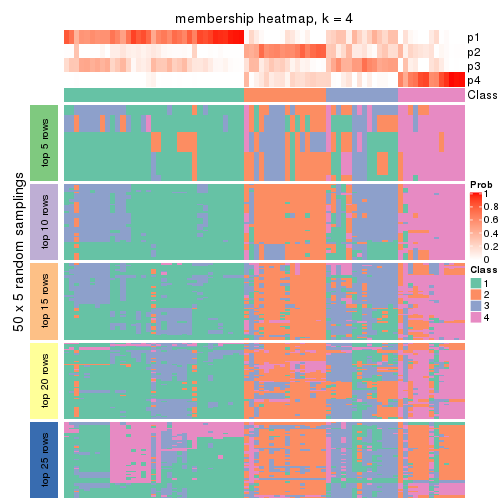 membership heatmap, k = 4
p1
p2
p3
p4
Class
50 x 5 random samplings
top 5 rows
top 10 rows
top 15 rows
top 20 rows
top 25 rows
Prob
1
0.8
0.6
0.4
0.2
0
Class
1
2
3
4